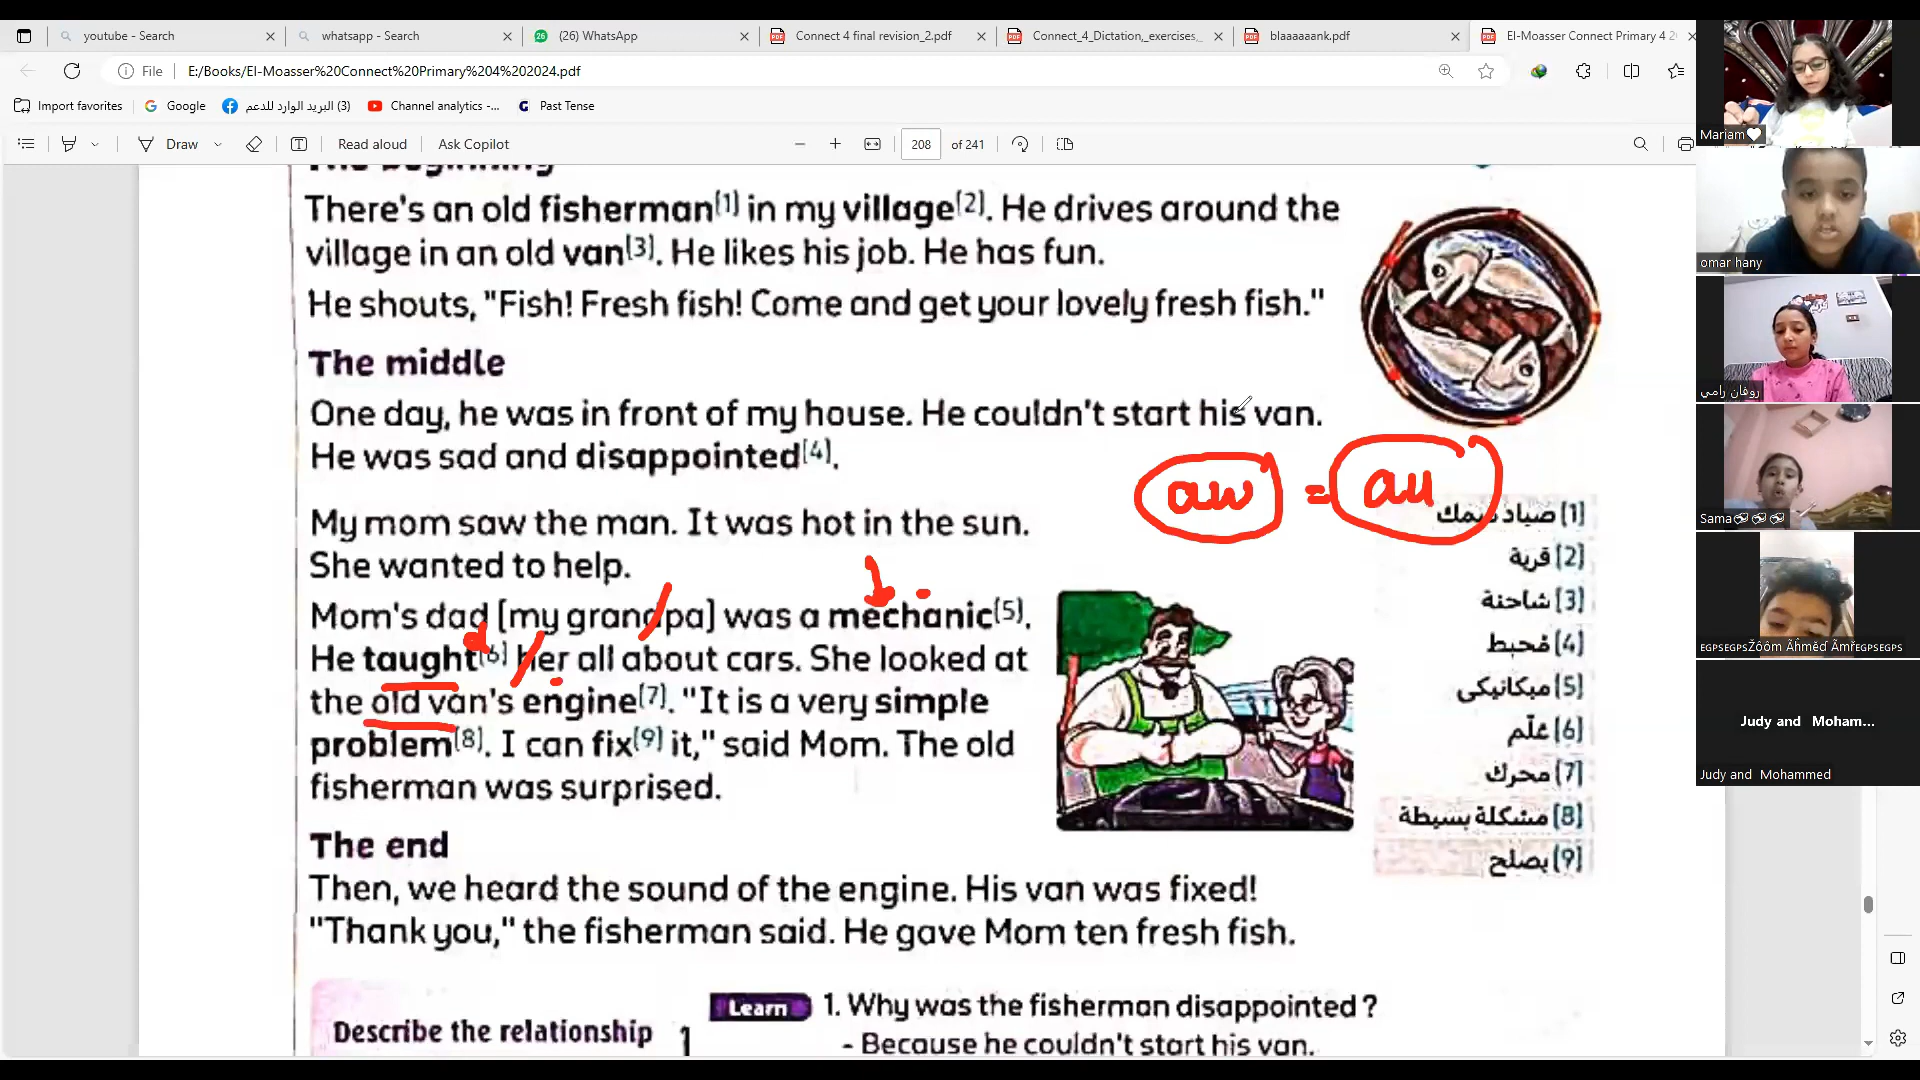 youtube - Search
whatsapp - Search
(26) WhatsApp
Connect 4 final revision_2.pdf
Connect_4_Dictation,_exercises,_
blaaaaaank.pdf
El-Moasser Connect Primary 4 2
File
E:/Books/El-Moasser%20Connect%20Primary%204%202024.pdf
Import favorites
Google
(3) البريد الوارد للدعم
Channel analytics -...
Past Tense
Draw
Read aloud
Ask Copilot
208 of 241
The beginning
There's an old fisherman[1] in my village[2]. He drives around the
village in an old van[3]. He likes his job. He has fun.
He shouts, "Fish! Fresh fish! Come and get your lovely fresh fish."
The middle
One day, he was in front of my house. He couldn't start his van.
He was sad and disappointed[4].
aw = au
My mom saw the man. It was hot in the sun.
She wanted to help.
Mom's dad [my grandpa] was a mechanic[5].
He taught[6] her all about cars. She looked at
the old van's engine[7]. "It is a very simple
problem[8]. I can fix[9] it," said Mom. The old
fisherman was surprised.
[1] صياد سمك
[2] قرية
[3] شاحنة
[4] مُحبط
[5] ميكانيكى
[6] علّم
[7] محرك
[8] مشكلة بسيطة
[9] يصلح
The end
Then, we heard the sound of the engine. His van was fixed!
"Thank you," the fisherman said. He gave Mom ten fresh fish.
Describe the relationship
Learn 1. Why was the fisherman disappointed ?
- Because he couldn't start his van.
1
Mariam
omar hany
روفان رامي
Sama
Judy and Moham...
Judy and Mohammed